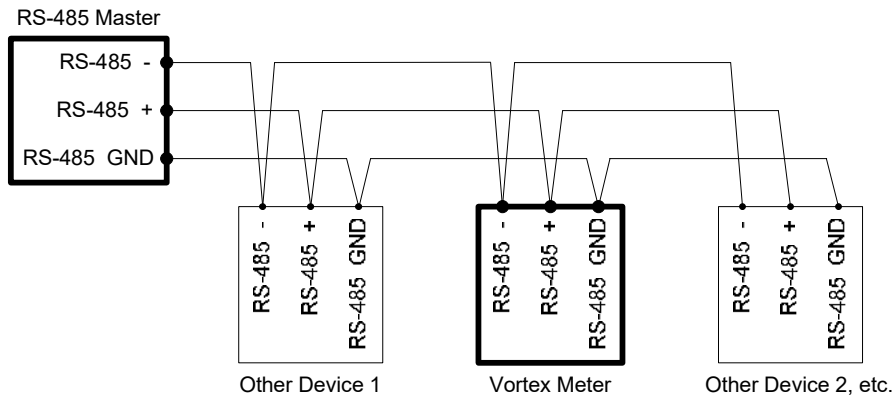 RS-485 Master
RS-485 -
RS-485 +
RS-485 GND
RS-485 -
RS-485 +
RS-485 GND
RS-485 -
RS-485 +
RS-485 GND
RS-485 -
RS-485 +
RS-485 GND
Other Device 1
Vortex Meter
Other Device 2, etc.